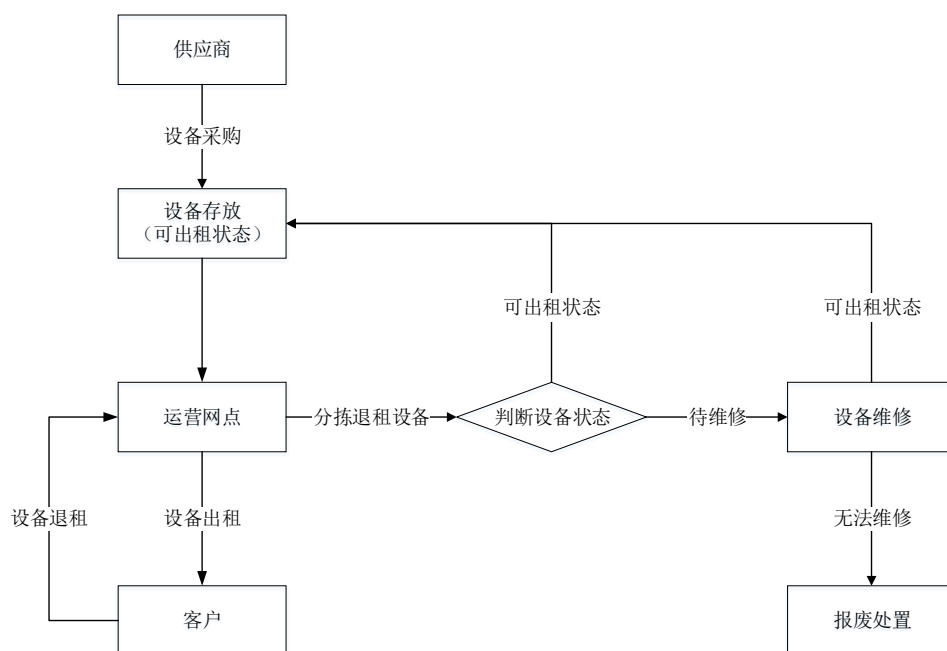 供应商
设备采购
设备存放
（可出租状态）
可出租状态
可出租状态
运营网点
分拣退租设备
判断设备状态
待维修
设备维修
设备退租
设备出租
无法维修
客户
报废处置